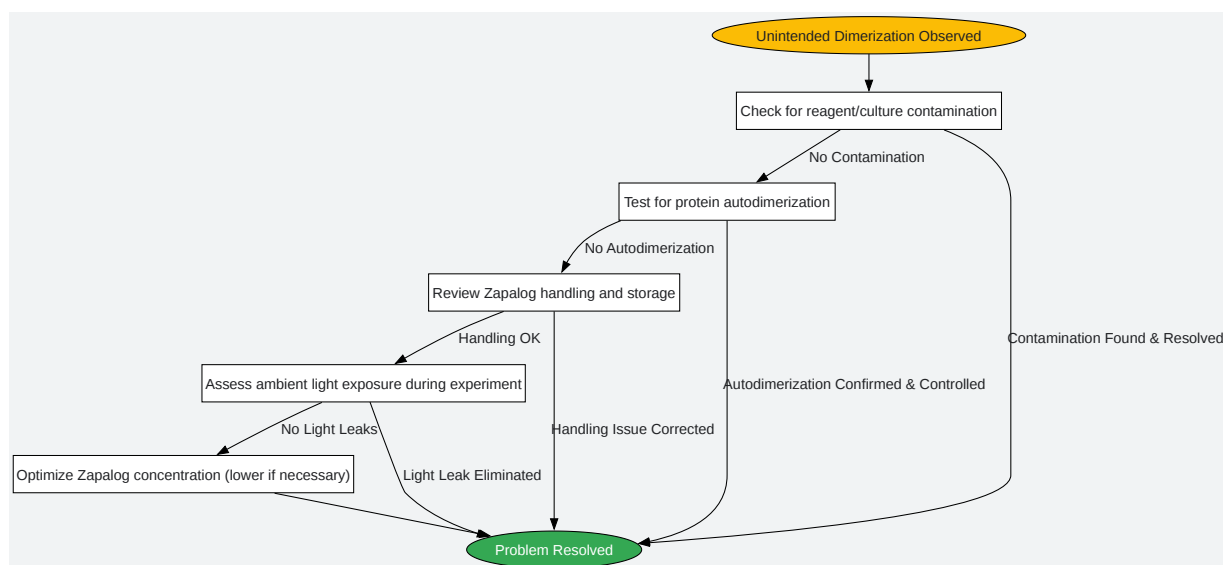 Unintended Dimerization Observed
Check for reagent/culture contamination
No Contamination
Test for protein autodimerization
No Autodimerization
Review Zapalog handling and storage
Handling OK
Contamination Found & Resolved
Assess ambient light exposure during experiment
Autodimerization Confirmed & Controlled
No Light Leaks
Handling Issue Corrected
Optimize Zapalog concentration (lower if necessary)
Light Leak Eliminated
Problem Resolved